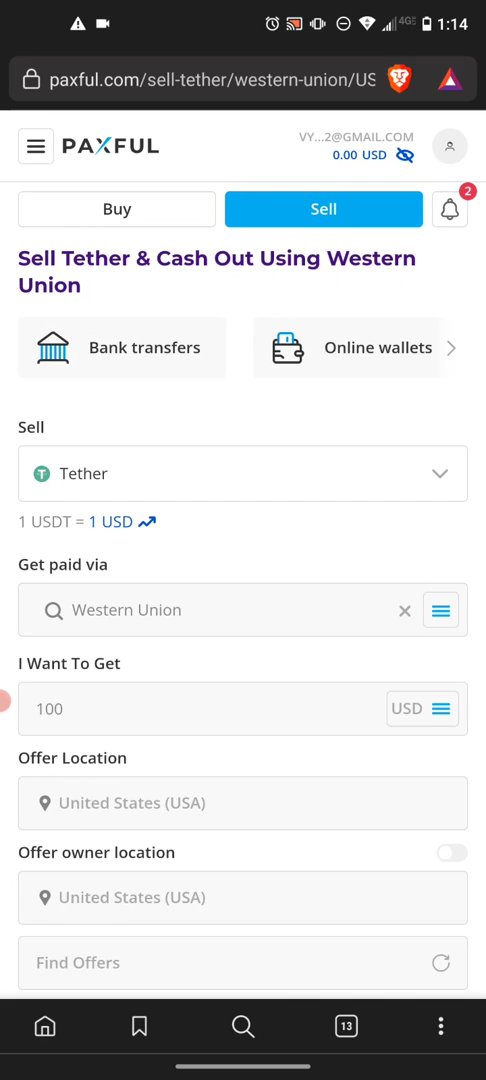 4G
1:14
paxful.com/sell-tether/western-union/US
PAXFUL
VY...2@GMAIL.COM
0.00 USD
Buy
Sell
2
Sell Tether & Cash Out Using Western
Union
Bank transfers
Online wallets
Sell
Tether
1 USDT = 1 USD
Get paid via
Western Union
I Want To Get
100
USD
Offer Location
United States (USA)
Offer owner location
United States (USA)
Find Offers
13